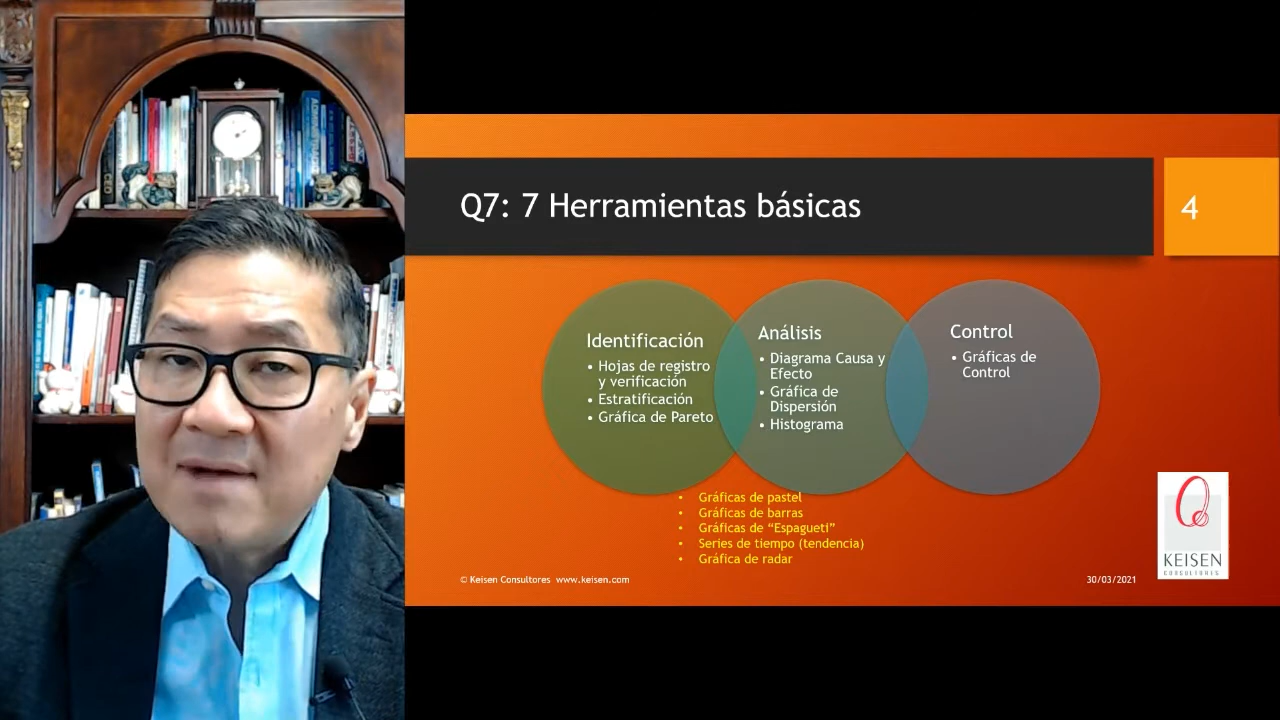 Q7: 7 Herramientas básicas
4
Identificación
• Hojas de registro
y verificación
• Estratificación
• Gráfica de Pareto
Análisis
• Diagrama Causa y
Efecto
• Gráfica de
Dispersión
• Histograma
Control
• Gráficas de
Control
• Gráficas de pastel
• Gráficas de barras
• Gráficas de “Espagueti”
• Series de tiempo (tendencia)
• Gráfica de radar
© Keisen Consultores www.keisen.com
30/03/2021
KEISEN
CONSULTORES
CEO